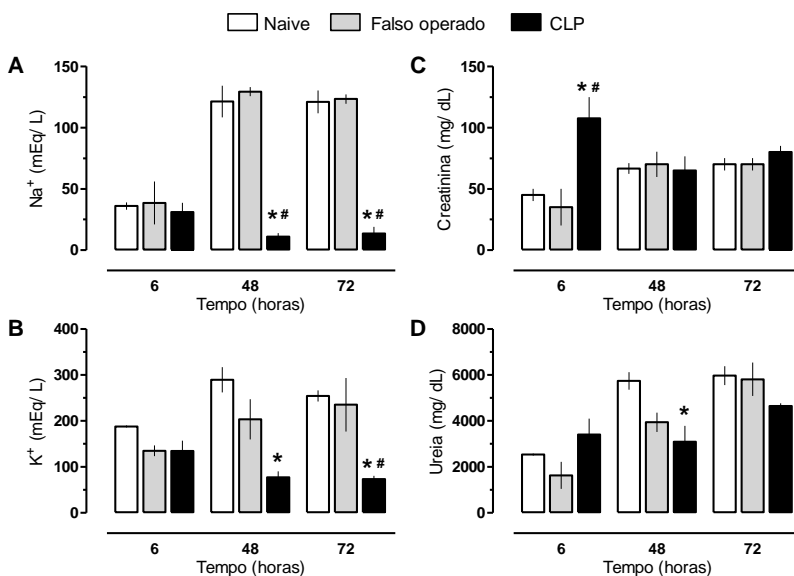 Naive Falso operado CLP
A
Na⁺ (mEq/ L)
150
100
50
0
* #
* #
6 48 72
Tempo (horas)
C
Creatinina (mg/ dL)
150
100
50
0
* #
6 48 72
Tempo (horas)
B
K⁺ (mEq/ L)
400
300
200
100
0
*
* #
6 48 72
Tempo (horas)
D
Ureia (mg/ dL)
8000
6000
4000
2000
0
*
6 48 72
Tempo (horas)